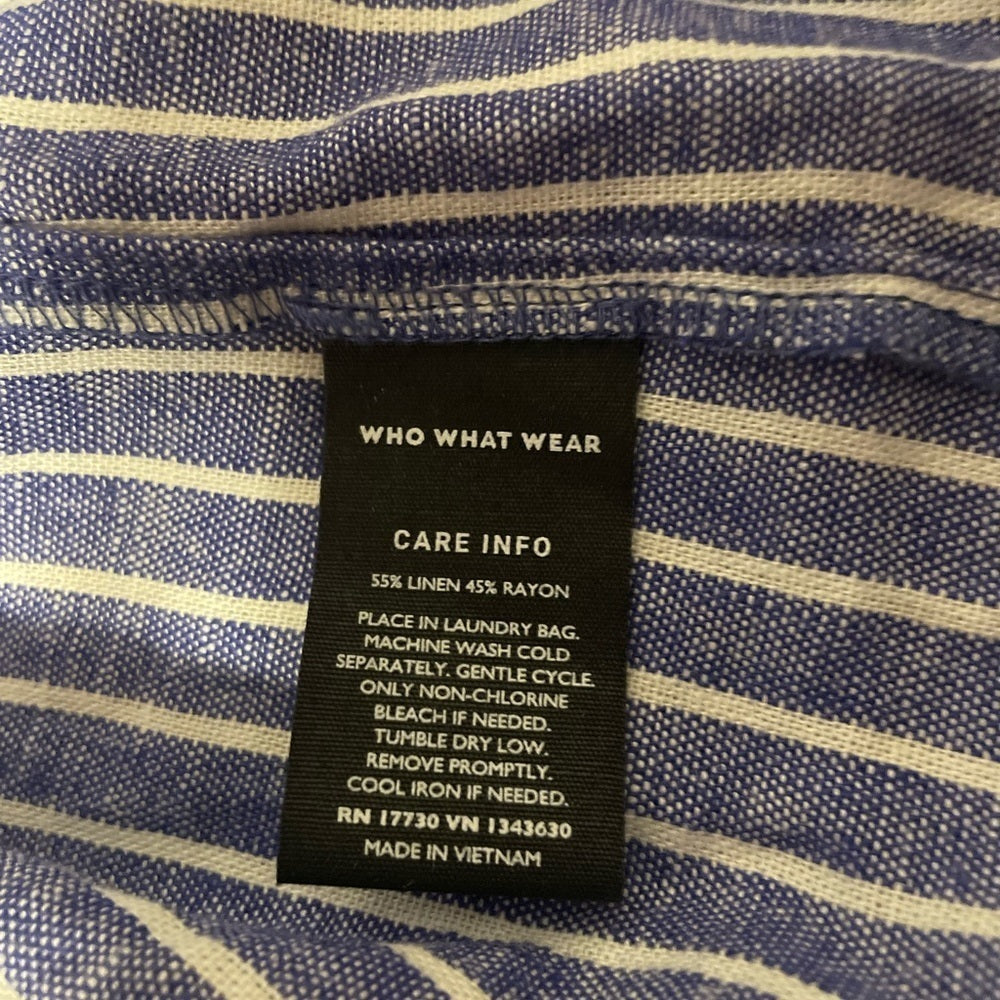 WHO WHAT WEAR
CARE INFO
55% LINEN 45% RAYON
PLACE IN LAUNDRY BAG.
MACHINE WASH COLD
SEPARATELY. GENTLE CYCLE.
ONLY NON-CHLORINE
BLEACH IF NEEDED.
TUMBLE DRY LOW.
REMOVE PROMPTLY.
COOL IRON IF NEEDED.
RN 17730 VN 1343630
MADE IN VIETNAM